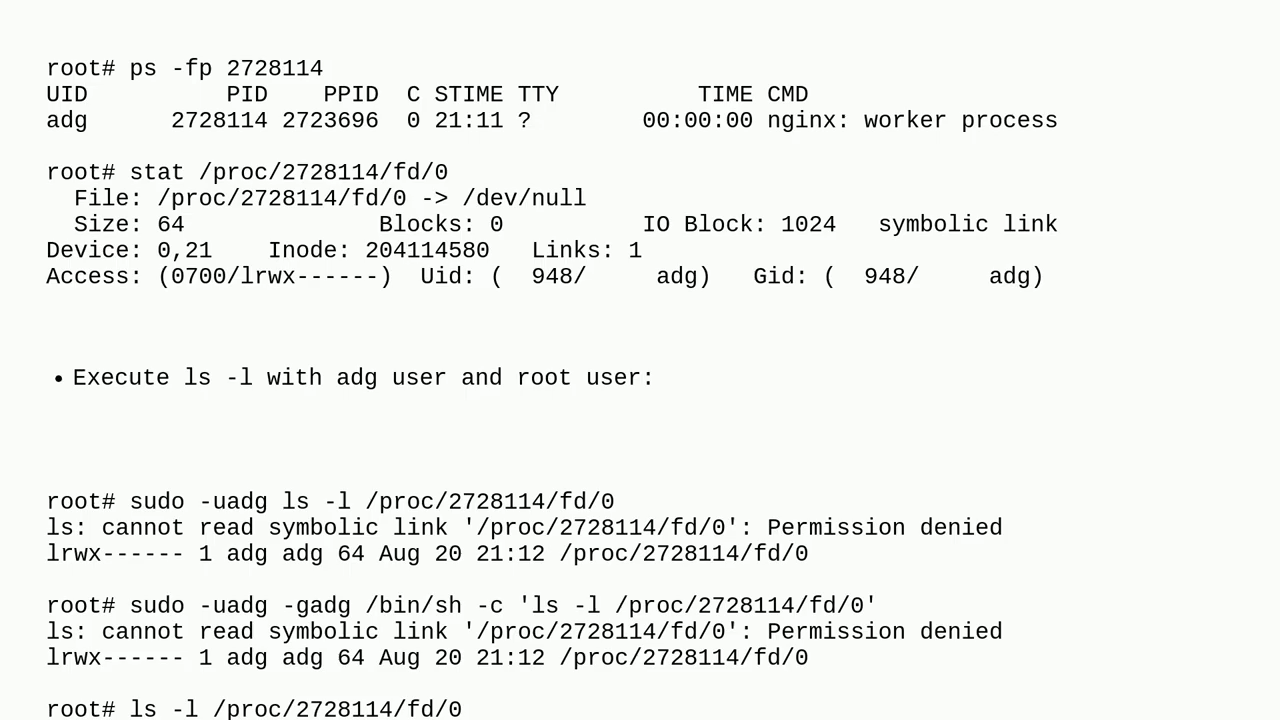 root# ps -fp 2728114
UID          PID    PPID  C STIME TTY          TIME CMD
adg      2728114 2723696  0 21:11 ?        00:00:00 nginx: worker process
root# stat /proc/2728114/fd/0
  File: /proc/2728114/fd/0 -> /dev/null
  Size: 64              Blocks: 0          IO Block: 1024   symbolic link
Device: 0,21    Inode: 204114580   Links: 1
Access: (0700/lrwx------)  Uid: (  948/     adg)   Gid: (  948/     adg)
• Execute ls -l with adg user and root user:
root# sudo -uadg ls -l /proc/2728114/fd/0
ls: cannot read symbolic link '/proc/2728114/fd/0': Permission denied
lrwx------ 1 adg adg 64 Aug 20 21:12 /proc/2728114/fd/0
root# sudo -uadg -gadg /bin/sh -c 'ls -l /proc/2728114/fd/0'
ls: cannot read symbolic link '/proc/2728114/fd/0': Permission denied
lrwx------ 1 adg adg 64 Aug 20 21:12 /proc/2728114/fd/0
root# ls -l /proc/2728114/fd/0